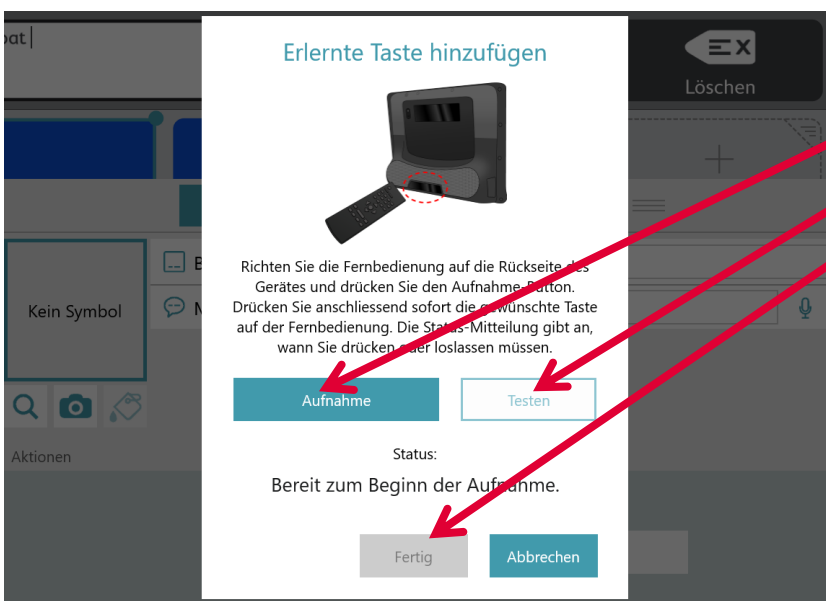 Erlernte Taste hinzufügen
Löschen
Richten Sie die Fernbedienung auf die Rückseite des
Gerätes und drücken Sie den Aufnahme-Button.
Drücken Sie anschliessend sofort die gewünschte Taste
auf der Fernbedienung. Die Status-Mitteilung gibt an,
wann Sie drücken oder loslassen müssen.
Kein Symbol
Aufnahme
Testen
Aktionen
Status:
Bereit zum Beginn der Aufnahme.
Fertig
Abbrechen